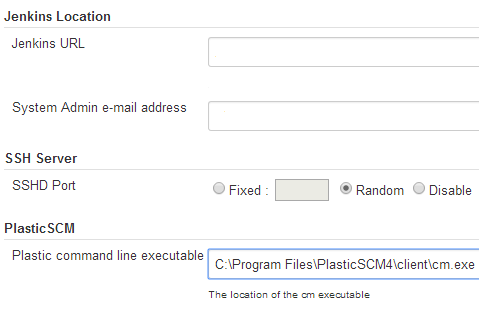 Jenkins Location
Jenkins URL
System Admin e-mail address
SSH Server
SSHD Port Fixed : Random Disable
PlasticSCM
Plastic command line executable C:\Program Files\PlasticSCM4\client\cm.exe
The location of the cm executable